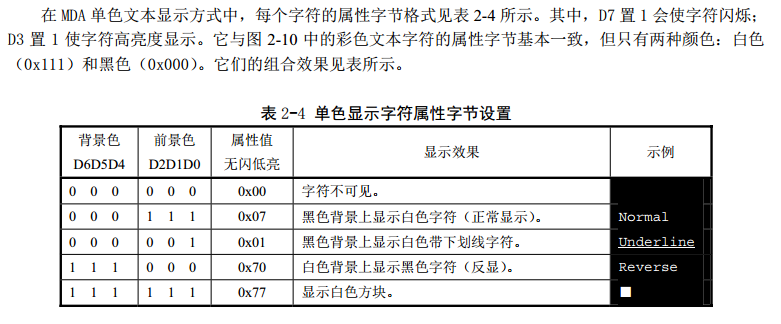 在 MDA 单色文本显示方式中，每个字符的属性字节格式见表 2-4 所示。其中，D7 置 1 会使字符闪烁；
D3 置 1 使字符高亮度显示。它与图 2-10 中的彩色文本字符的属性字节基本一致，但只有两种颜色：白色
（0x111）和黑色（0x000）。它们的组合效果见表所示。
表 2-4 单色显示字符属性字节设置
背景色 前景色 属性值 显示效果 示例
D6D5D4 D2D1D0 无闪低亮
0 0 0 0 0 0 0x00 字符不可见。
0 0 0 1 1 1 0x07 黑色背景上显示白色字符（正常显示）。 Normal
0 0 0 0 0 1 0x01 黑色背景上显示白色带下划线字符。 Underline
1 1 1 0 0 0 0x70 白色背景上显示黑色字符（反显）。 Reverse
1 1 1 1 1 1 0x77 显示白色方块。 ■